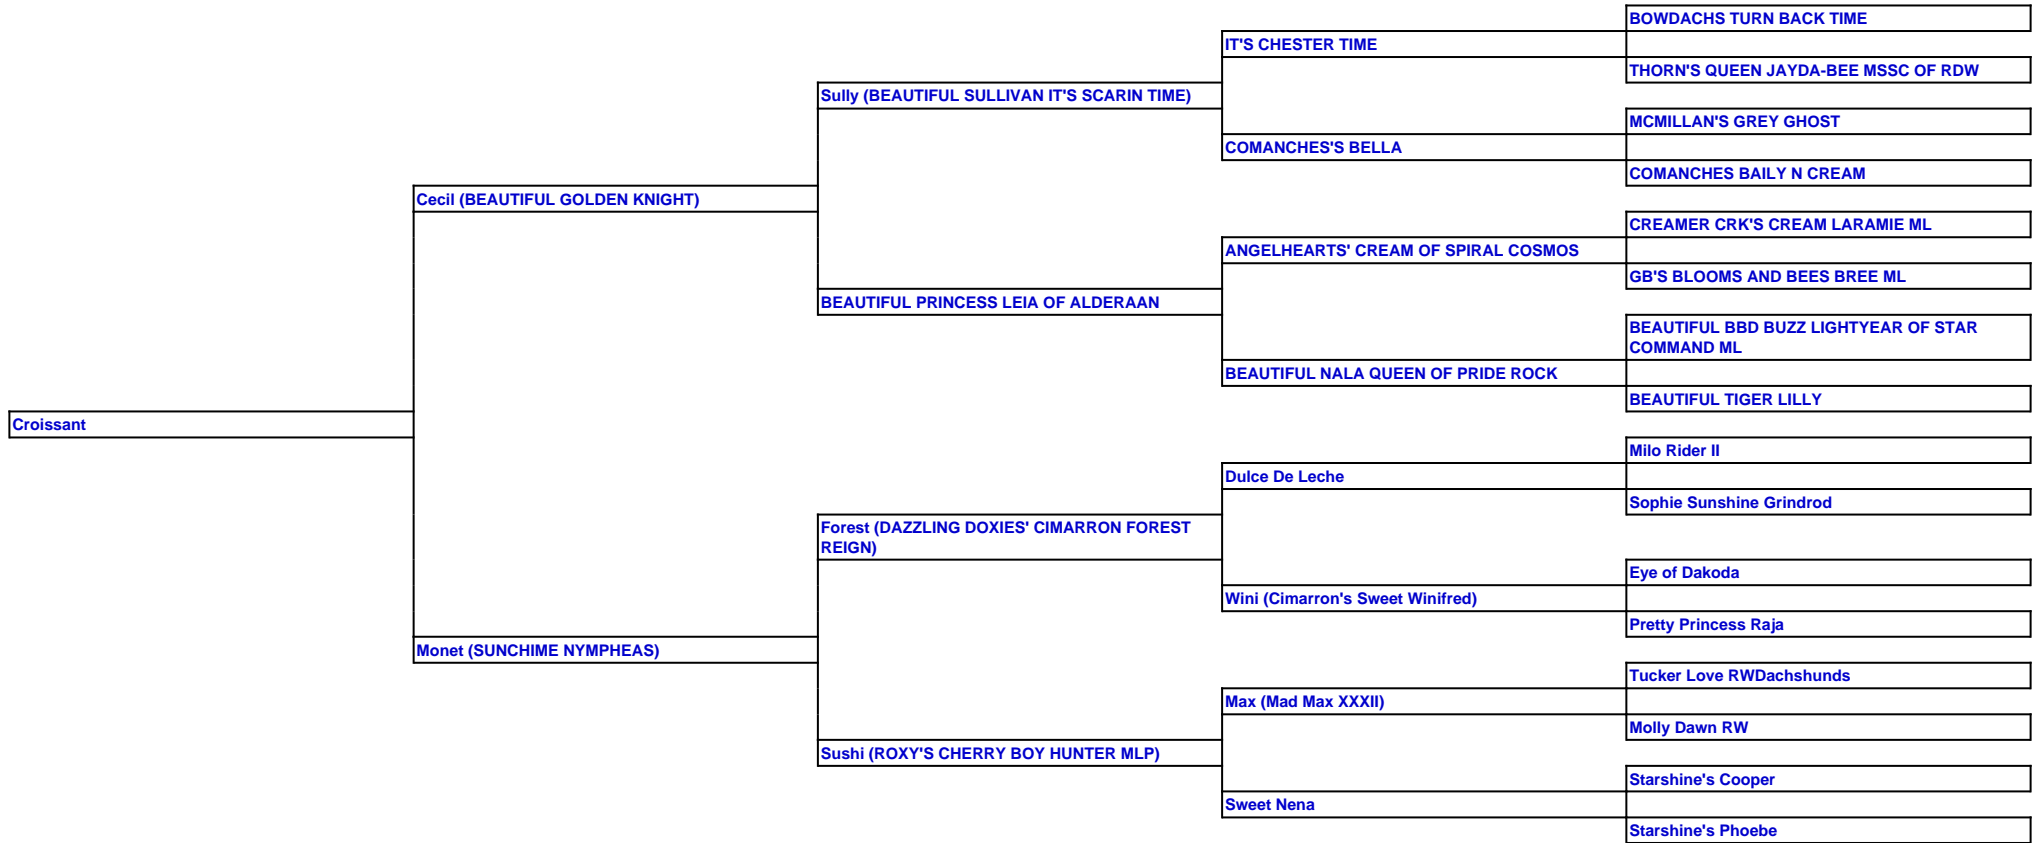 BOWDACHS TURN BACK TIME
IT'S CHESTER TIME
THORN'S QUEEN JAYDA-BEE MSSC OF RDW
Sully (BEAUTIFUL SULLIVAN IT'S SCARIN TIME)
MCMILLAN'S GREY GHOST
COMANCHES'S BELLA
COMANCHES BAILY N CREAM
Cecil (BEAUTIFUL GOLDEN KNIGHT)
CREAMER CRK'S CREAM LARAMIE ML
ANGELHEARTS' CREAM OF SPIRAL COSMOS
GB'S BLOOMS AND BEES BREE ML
BEAUTIFUL PRINCESS LEIA OF ALDERAAN
BEAUTIFUL BBD BUZZ LIGHTYEAR OF STAR
COMMAND ML
BEAUTIFUL NALA QUEEN OF PRIDE ROCK
BEAUTIFUL TIGER LILLY
Croissant
Milo Rider II
Dulce De Leche
Sophie Sunshine Grindrod
Forest (DAZZLING DOXIES' CIMARRON FOREST
REIGN)
Eye of Dakoda
Wini (Cimarron's Sweet Winifred)
Pretty Princess Raja
Monet (SUNCHIME NYMPHEAS)
Tucker Love RWDachshunds
Max (Mad Max XXXII)
Molly Dawn RW
Sushi (ROXY'S CHERRY BOY HUNTER MLP)
Starshine's Cooper
Sweet Nena
Starshine's Phoebe